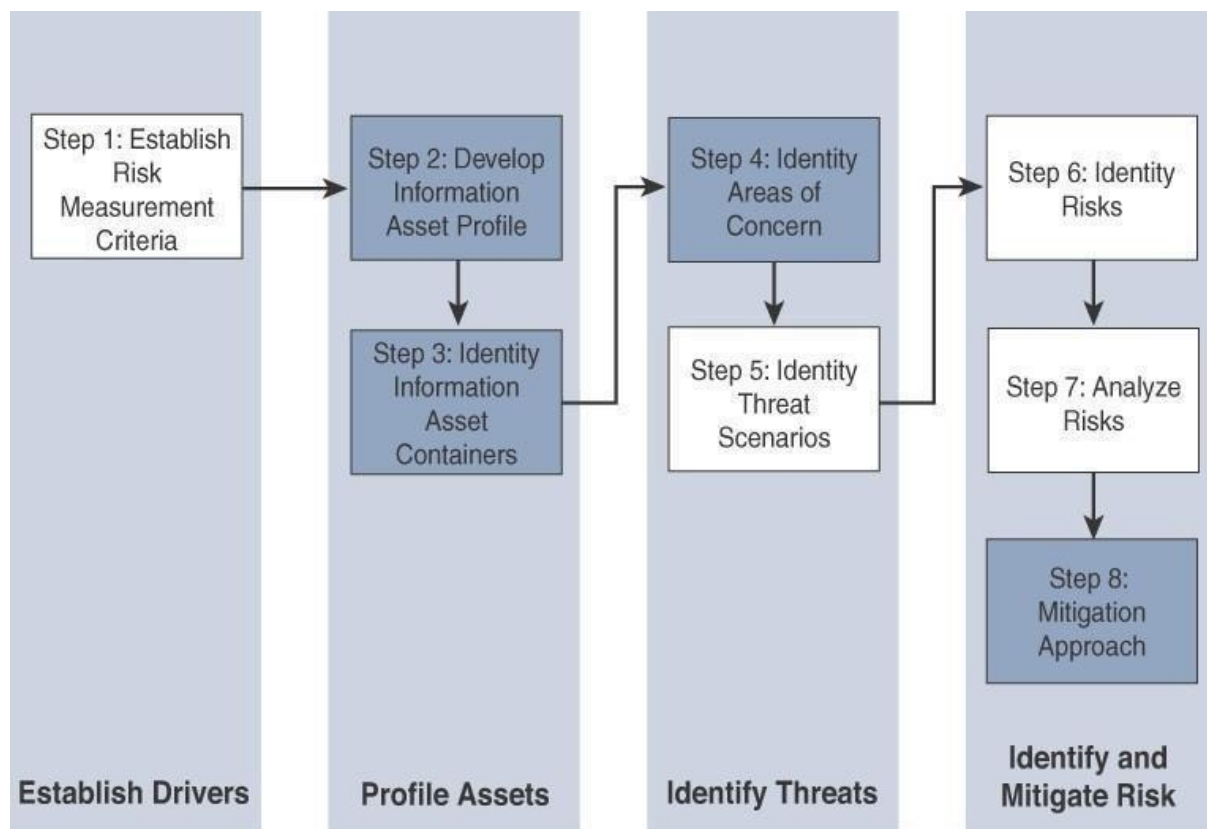 Step 1: Establish
Risk
Measurement
Criteria
Step 2: Develop
Information
Asset Profile
Step 3: Identity
Information
Asset
Containers
Step 4: Identity
Areas of
Concern
Step 5: Identity
Threat
Scenarios
Step 6: Identity
Risks
Step 7: Analyze
Risks
Step 8:
Mitigation
Approach
Establish Drivers
Profile Assets
Identify Threats
Identify and
Mitigate Risk